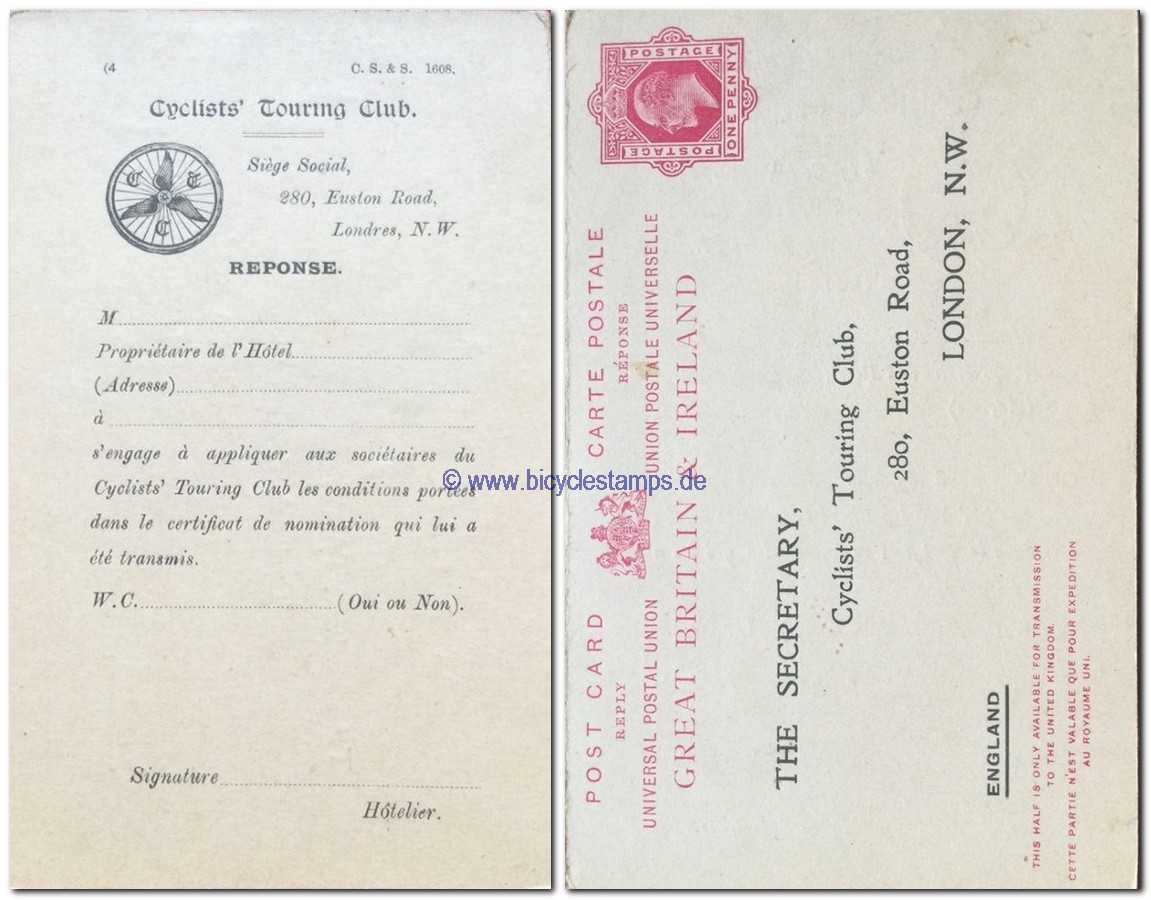 (4 C. S. & S. 1608.
Cyclists' Touring Club.
C T C
Siège Social,
280, Euston Road,
Londres, N. W.
REPONSE.
M
Propriétaire de l'Hôtel
(Adresse)
à
s'engage à appliquer aux sociétaires du
Cyclists' Touring Club les conditions portées
dans le certificat de nomination qui lui a
été transmis.
W. C. (Oui ou Non).
Signature
Hôtelier.
© www.bicyclestamps.de
POSTAGE
ONE PENNY
POSTAGE
POST CARD CARTE POSTALE
REPLY RÉPONSE
UNIVERSAL POSTAL UNION UNION POSTALE UNIVERSELLE
GREAT BRITAIN & IRELAND
THE SECRETARY,
Cyclists' Touring Club,
280, Euston Road,
LONDON, N.W.
ENGLAND
THIS HALF IS ONLY AVAILABLE FOR TRANSMISSION
TO THE UNITED KINGDOM.
CETTE PARTIE N'EST VALABLE QUE POUR EXPEDITION
AU ROYAUME UNI.